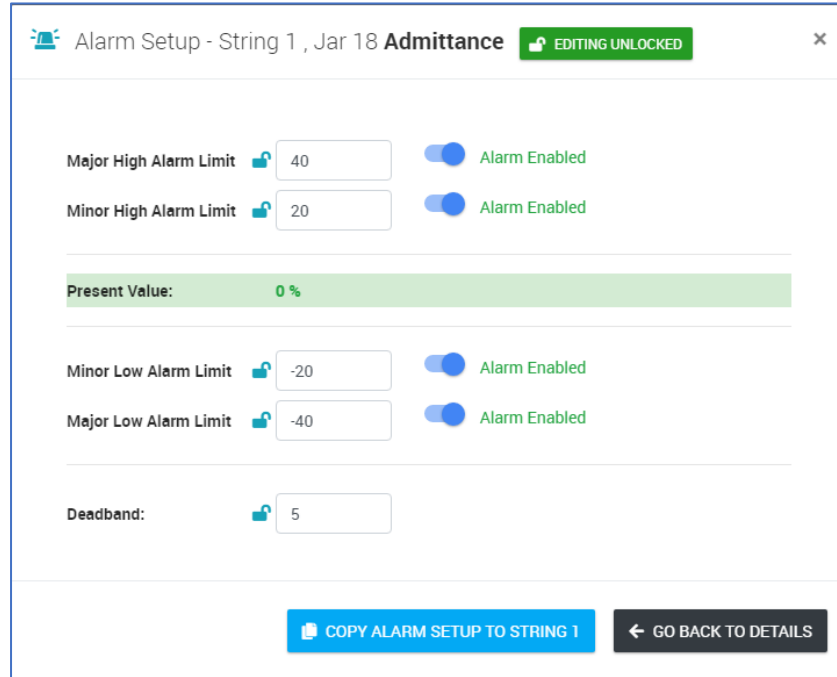 Alarm Setup - String 1 , Jar 18 Admittance EDITING UNLOCKED ×
Major High Alarm Limit 40 Alarm Enabled
Minor High Alarm Limit 20 Alarm Enabled
Present Value: 0 %
Minor Low Alarm Limit -20 Alarm Enabled
Major Low Alarm Limit -40 Alarm Enabled
Deadband: 5
COPY ALARM SETUP TO STRING 1 GO BACK TO DETAILS